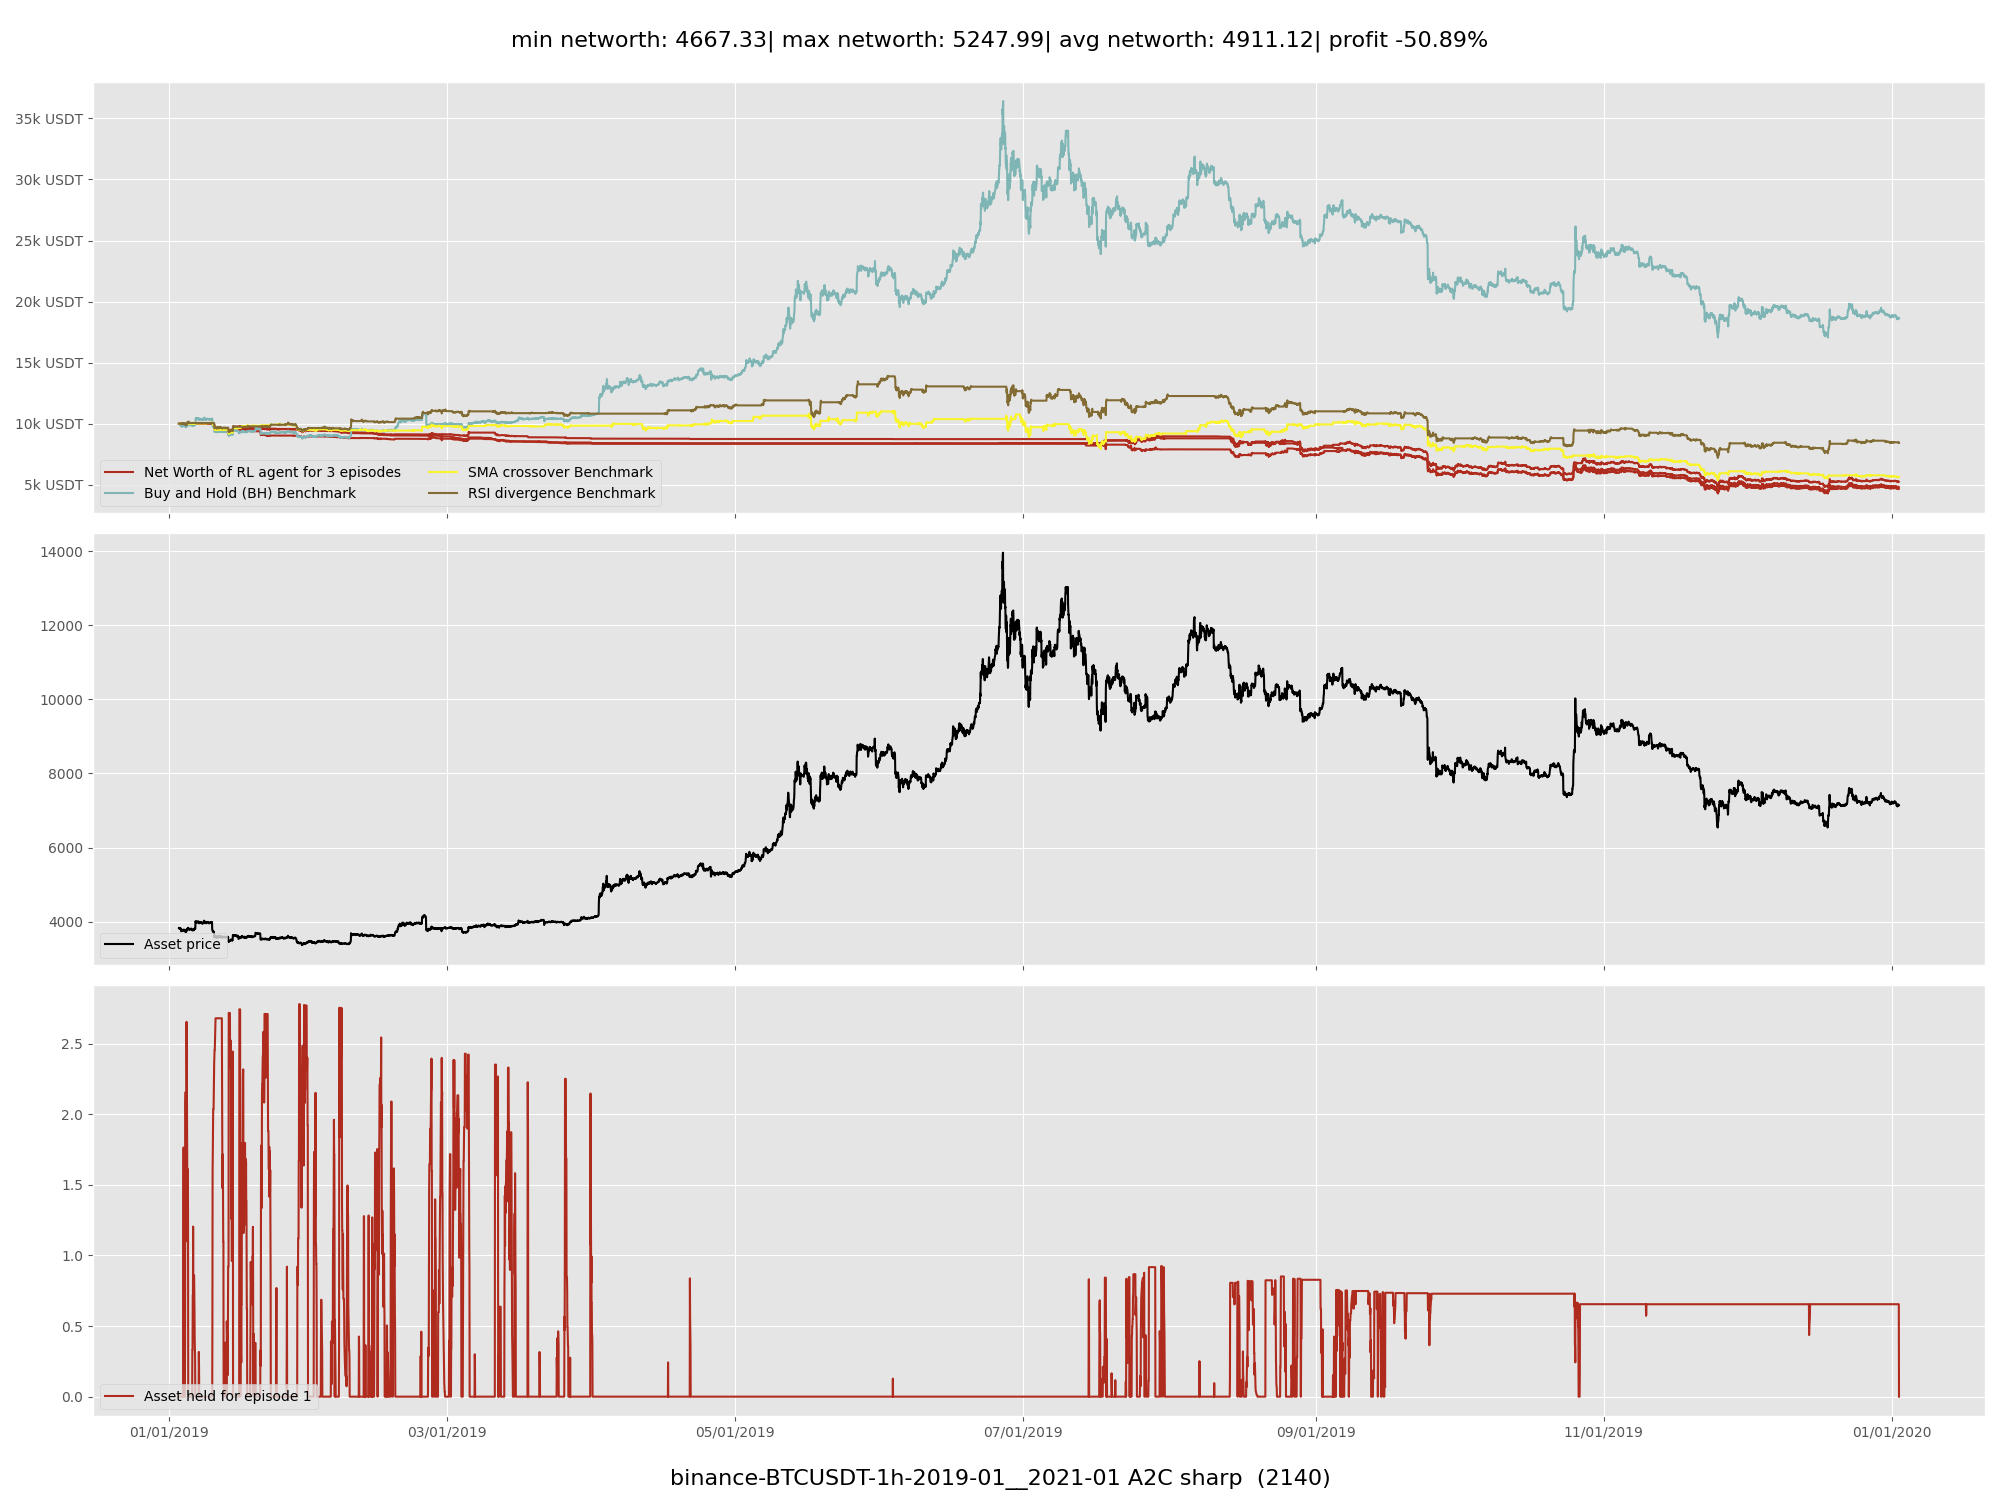 min networth: 4667.33| max networth: 5247.99| avg networth: 4911.12| profit -50.89%
35k USDT
30k USDT
25k USDT
20k USDT
15k USDT
10k USDT
5k USDT
Net Worth of RL agent for 3 episodes
Buy and Hold (BH) Benchmark
SMA crossover Benchmark
RSI divergence Benchmark
14000
12000
10000
8000
6000
4000
Asset price
2.5
2.0
1.5
1.0
0.5
0.0
Asset held for episode 1
01/01/2019 03/01/2019 05/01/2019 07/01/2019 09/01/2019 11/01/2019 01/01/2020
binance-BTCUSDT-1h-2019-01__2021-01 A2C sharp  (2140)